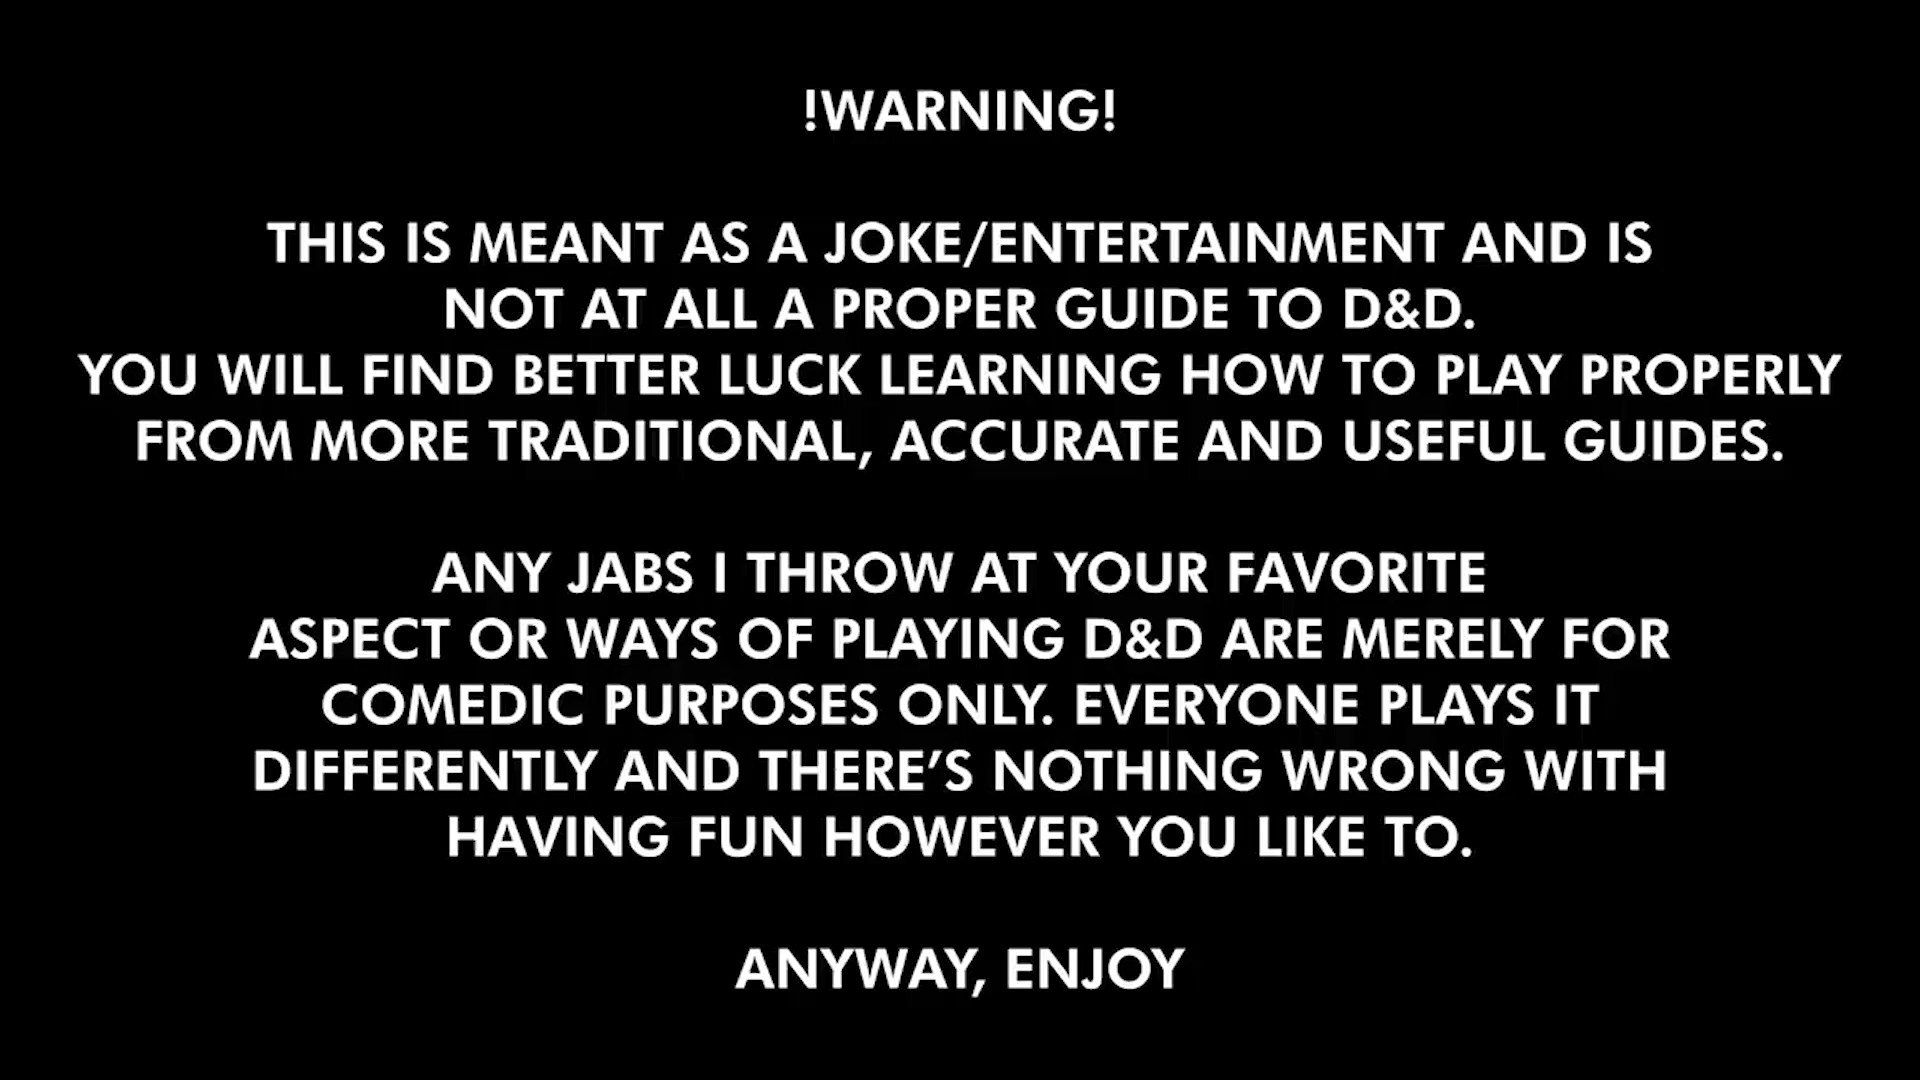 !WARNING!
THIS IS MEANT AS A JOKE/ENTERTAINMENT AND IS
NOT AT ALL A PROPER GUIDE TO D&D.
YOU WILL FIND BETTER LUCK LEARNING HOW TO PLAY PROPERLY
FROM MORE TRADITIONAL, ACCURATE AND USEFUL GUIDES.
ANY JABS I THROW AT YOUR FAVORITE
ASPECT OR WAYS OF PLAYING D&D ARE MERELY FOR
COMEDIC PURPOSES ONLY. EVERYONE PLAYS IT
DIFFERENTLY AND THERE’S NOTHING WRONG WITH
HAVING FUN HOWEVER YOU LIKE TO.
ANYWAY, ENJOY